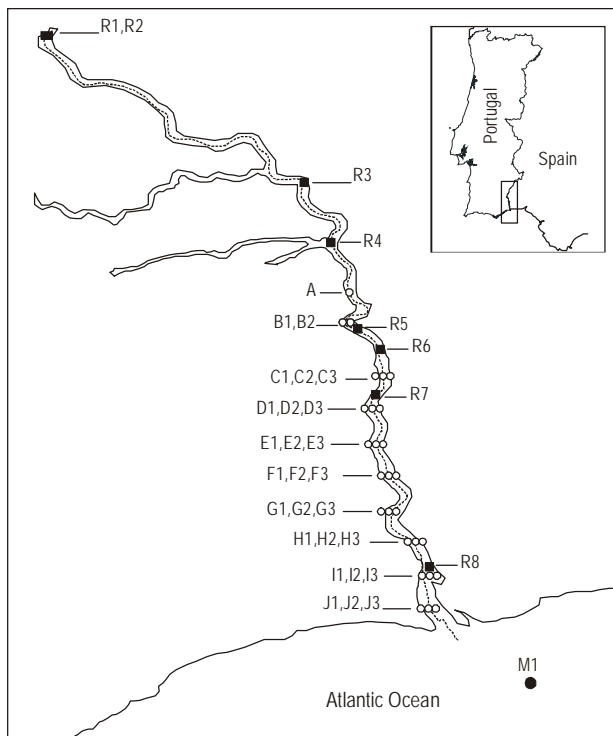 R1,R2
Portugal
Spain
R3
R4
A
B1,B2
R5
R6
C1,C2,C3
R7
D1,D2,D3
E1,E2,E3
F1,F2,F3
G1,G2,G3
H1,H2,H3
R8
I1,I2,I3
J1,J2,J3
M1
Atlantic Ocean